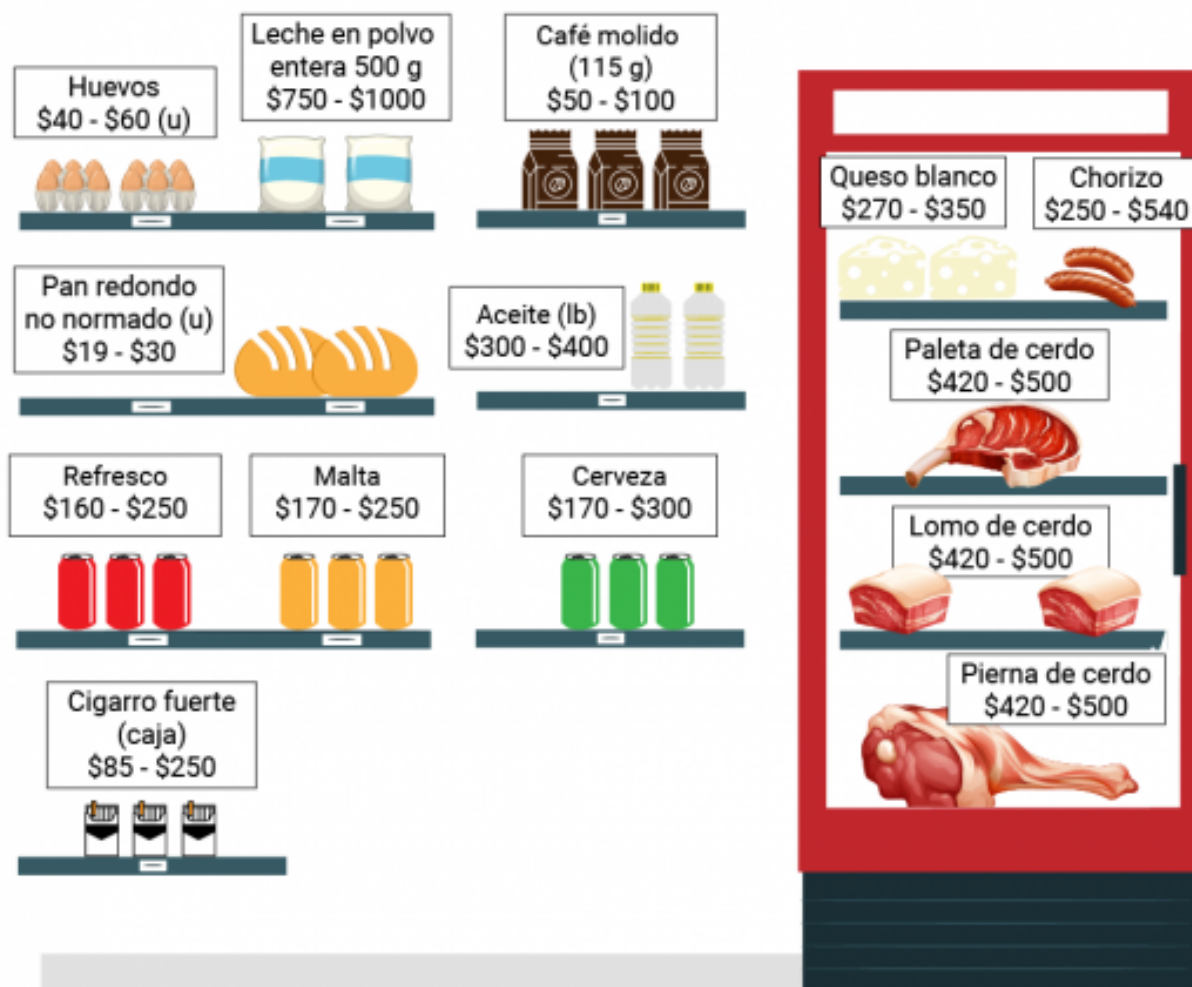 Huevos
$40 - $60 (u)
Leche en polvo
entera 500 g
$750 - $1000
Café molido
(115 g)
$50 - $100
Queso blanco
$270 - $350
Chorizo
$250 - $540
Pan redondo
no normado (u)
$19 - $30
Aceite (lb)
$300 - $400
Paleta de cerdo
$420 - $500
Refresco
$160 - $250
Malta
$170 - $250
Cerveza
$170 - $300
Lomo de cerdo
$420 - $500
Cigarro fuerte
(caja)
$85 - $250
Pierna de cerdo
$420 - $500